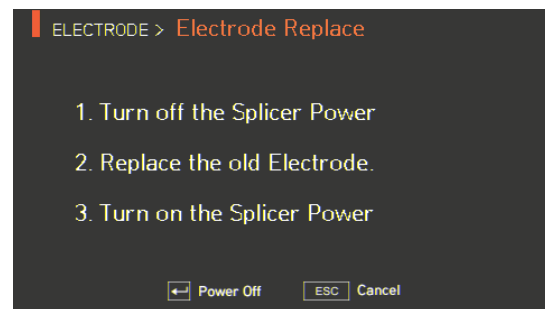 ELECTRODE > Electrode Replace
1. Turn off the Splicer Power
2. Replace the old Electrode.
3. Turn on the Splicer Power
Power Off ESC Cancel